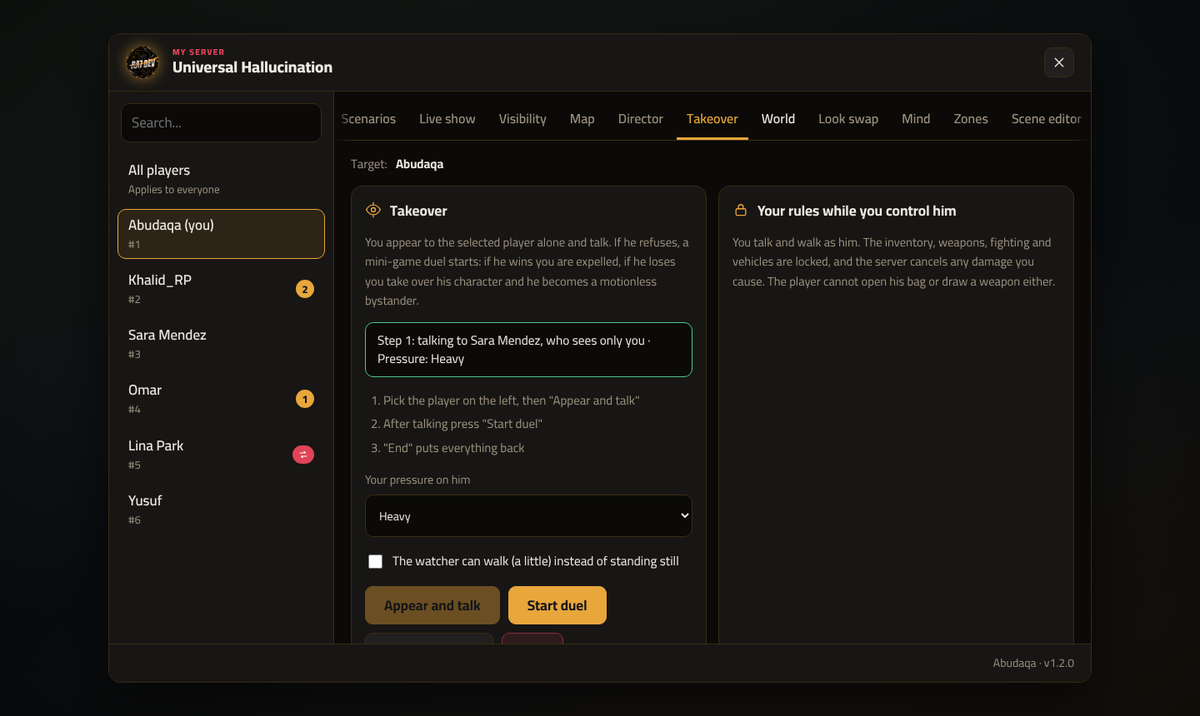 MY SERVER
Universal Hallucination
Search...
All players
Applies to everyone
Abudaqa (you)
#1
Khalid_RP
#2
2
Sara Mendez
#3
Omar
#4
1
Lina Park
#5
Yusuf
#6
Scenarios
Live show
Visibility
Map
Director
Takeover
World
Look swap
Mind
Zones
Scene editor
Target: Abudaqa
Takeover
You appear to the selected player alone and talk. If he refuses, a
mini-game duel starts: if he wins you are expelled, if he loses
you take over his character and he becomes a motionless
bystander.
Step 1: talking to Sara Mendez, who sees only you ·
Pressure: Heavy
1. Pick the player on the left, then "Appear and talk"
2. After talking press "Start duel"
3. "End" puts everything back
Your pressure on him
Heavy
The watcher can walk (a little) instead of standing still
Appear and talk
Start duel
Your rules while you control him
You talk and walk as him. The inventory, weapons, fighting and
vehicles are locked, and the server cancels any damage you
cause. The player cannot open his bag or draw a weapon either.
Abudaqa · v1.2.0